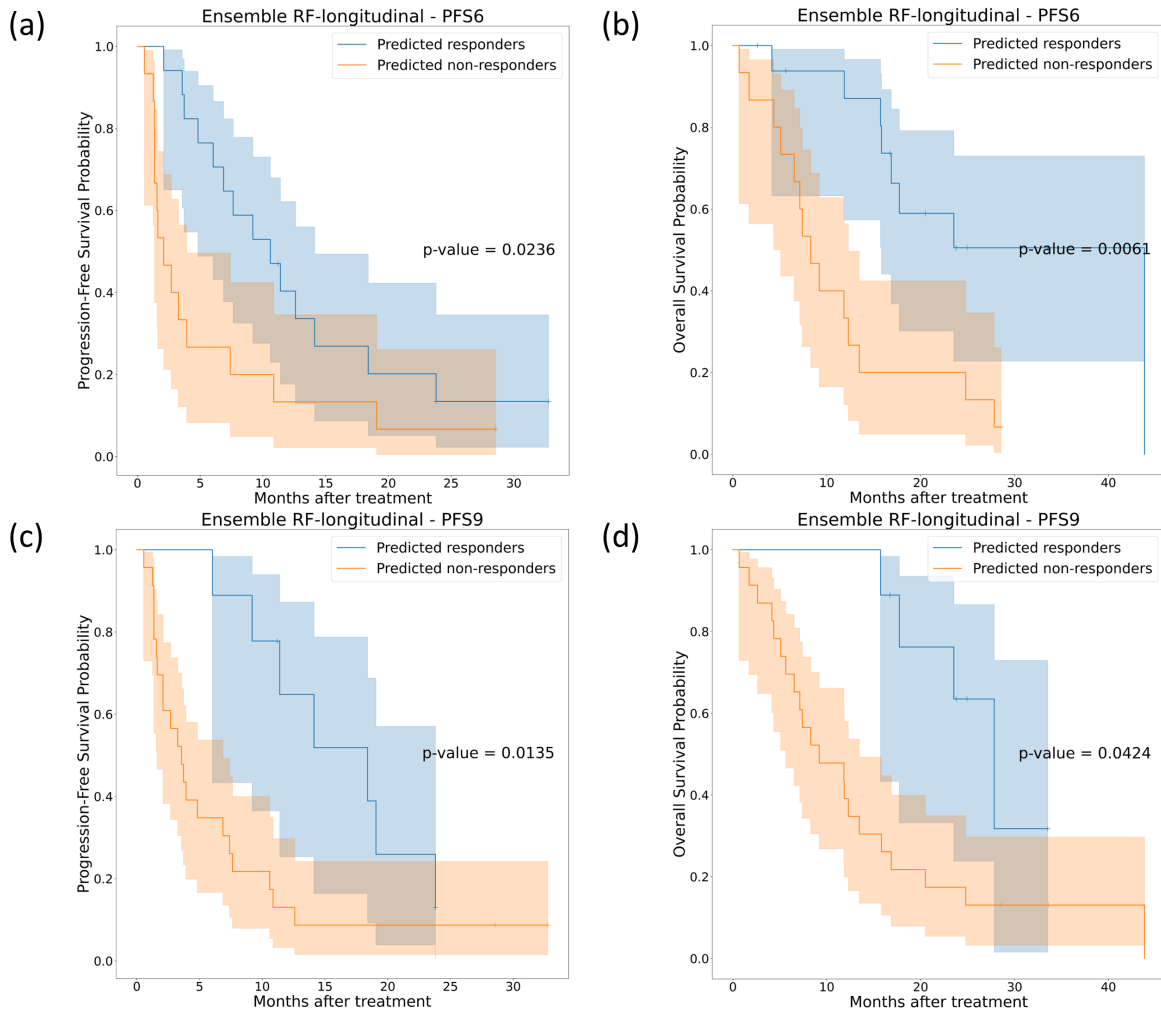 (a)
Ensemble RF-longitudinal - PFS6
Predicted responders
Predicted non-responders
1.0
0.8
0.6
0.4
0.2
0.0
Progression-Free Survival Probability
p-value = 0.0236
0 5 10 15 20 25 30
Months after treatment
(b)
Ensemble RF-longitudinal - PFS6
Predicted responders
Predicted non-responders
1.0
0.8
0.6
0.4
0.2
0.0
Overall Survival Probability
p-value = 0.0061
0 10 20 30 40
Months after treatment
(c)
Ensemble RF-longitudinal - PFS9
Predicted responders
Predicted non-responders
1.0
0.8
0.6
0.4
0.2
0.0
Progression-Free Survival Probability
p-value = 0.0135
0 5 10 15 20 25 30
Months after treatment
(d)
Ensemble RF-longitudinal - PFS9
Predicted responders
Predicted non-responders
1.0
0.8
0.6
0.4
0.2
0.0
Overall Survival Probability
p-value = 0.0424
0 10 20 30 40
Months after treatment